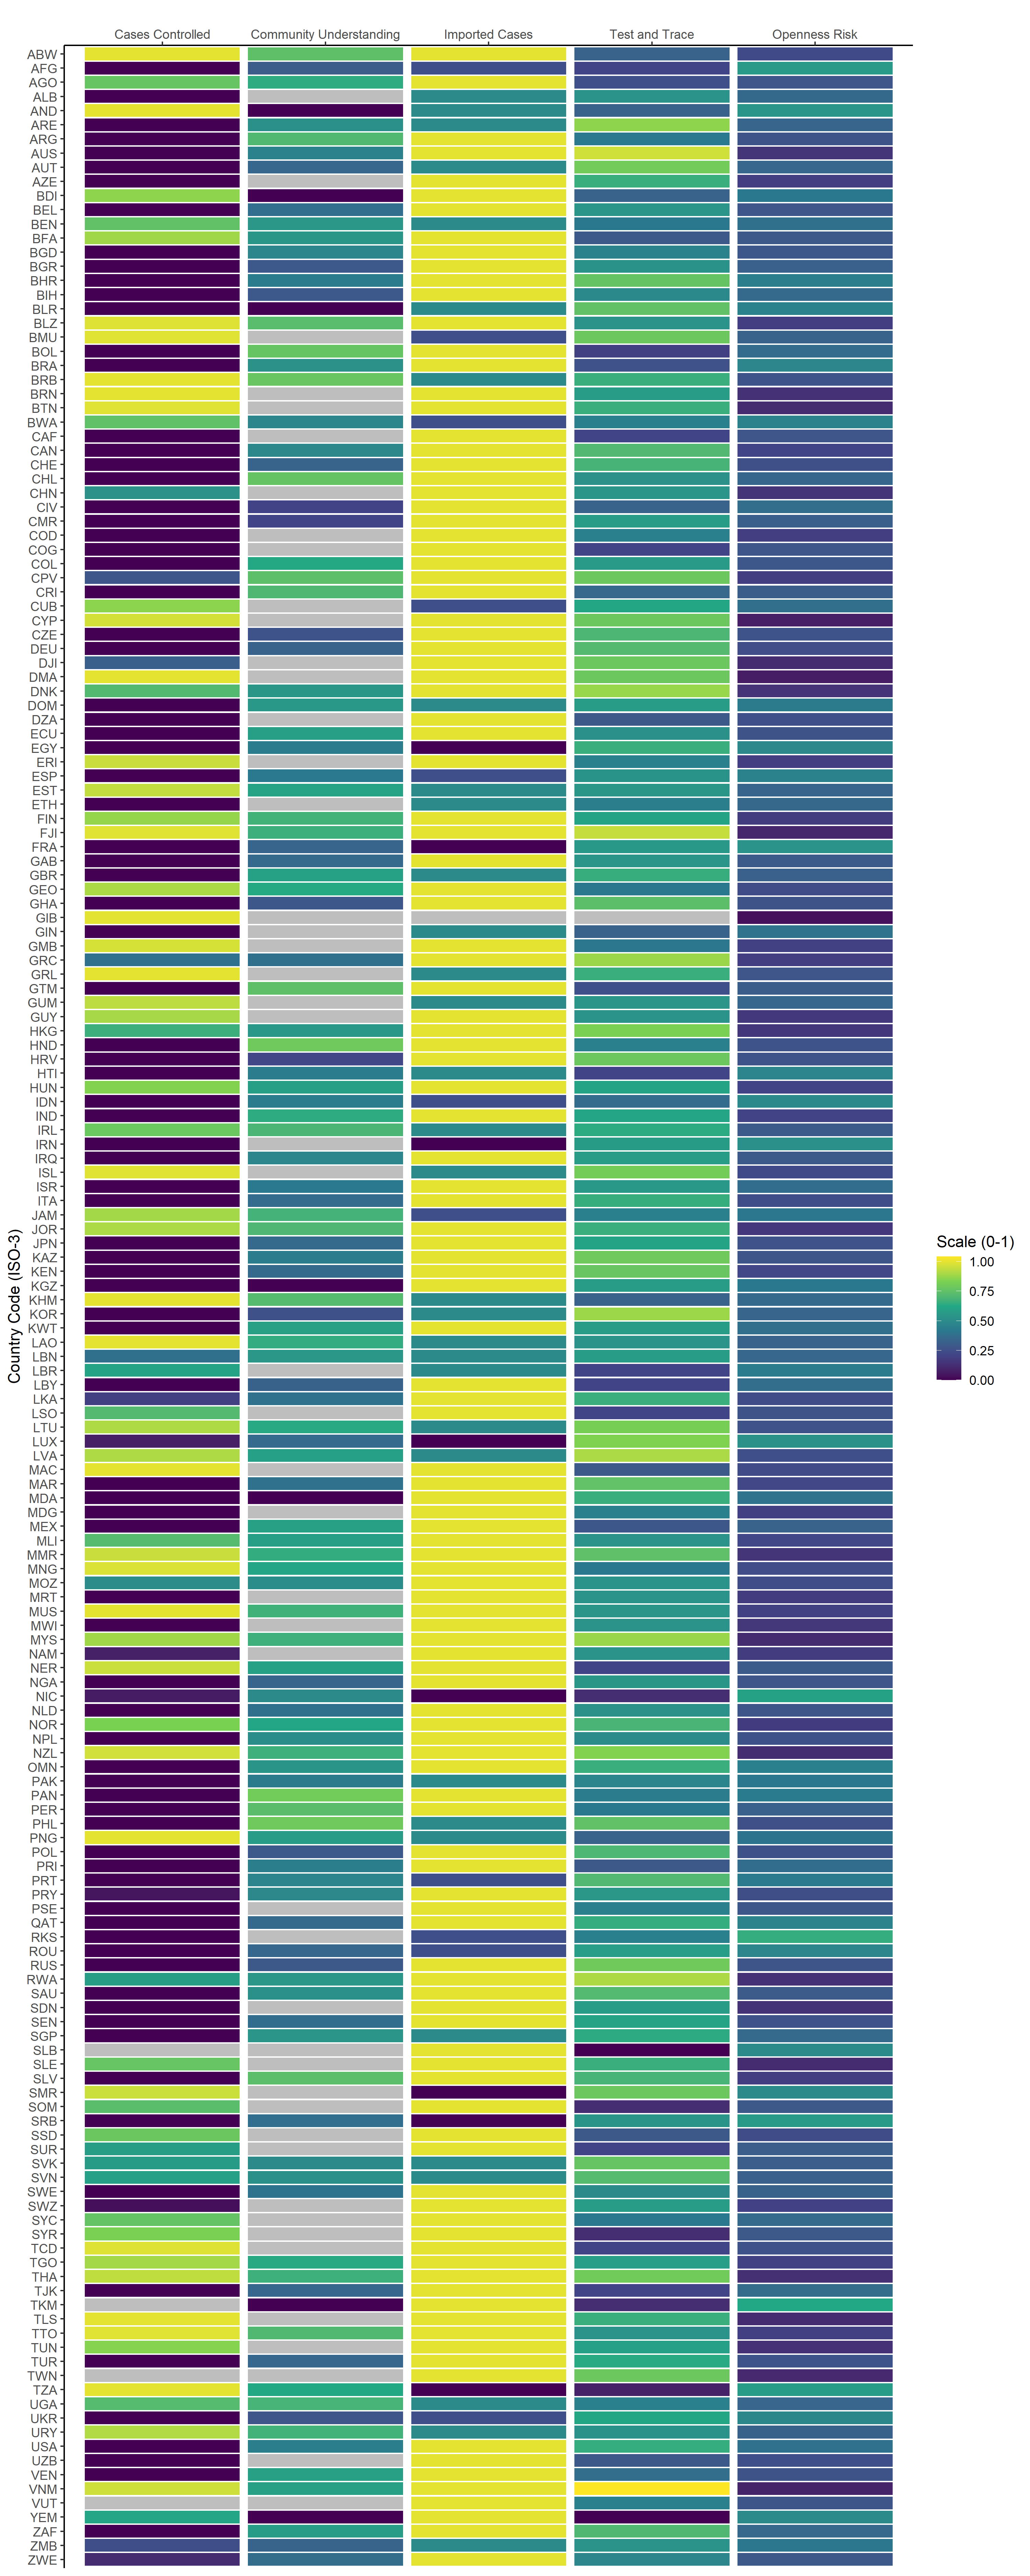 Cases Controlled Community Understanding Imported Cases Test and Trace Openness Risk
ABW
AFG
AGO
ALB
AND
ARE
ARG
AUS
AUT
AZE
BDI
BEL
BEN
BFA
BGD
BGR
BHR
BIH
BLR
BLZ
BMU
BOL
BRA
BRB
BRN
BTN
BWA
CAF
CAN
CHE
CHL
CHN
CIV
CMR
COD
COG
COL
CPV
CRI
CUB
CYP
CZE
DEU
DJI
DMA
DNK
DOM
DZA
ECU
EGY
ERI
ESP
EST
ETH
FIN
FJI
FRA
GAB
GBR
GEO
GHA
GIB
GIN
GMB
GRC
GRL
GTM
GUM
GUY
HKG
HND
HRV
HTI
HUN
IDN
IND
IRL
IRN
IRQ
ISL
ISR
ITA
JAM
JOR
JPN
KAZ
KEN
KGZ
KHM
KOR
KWT
LAO
LBN
LBR
LBY
LKA
LSO
LTU
LUX
LVA
MAC
MAR
MDA
MDG
MEX
MLI
MMR
MNG
MOZ
MRT
MUS
MWI
MYS
NAM
NER
NGA
NIC
NLD
NOR
NPL
NZL
OMN
PAK
PAN
PER
PHL
PNG
POL
PRI
PRT
PRY
PSE
QAT
RKS
ROU
RUS
RWA
SAU
SDN
SEN
SGP
SLB
SLE
SLV
SMR
SOM
SRB
SSD
SUR
SVK
SVN
SWE
SWZ
SYC
SYR
TCD
TGO
THA
TJK
TKM
TLS
TTO
TUN
TUR
TWN
TZA
UGA
UKR
URY
USA
UZB
VEN
VNM
VUT
YEM
ZAF
ZMB
ZWE
Country Code (ISO-3)
Scale (0-1)
1.00
0.75
0.50
0.25
0.00